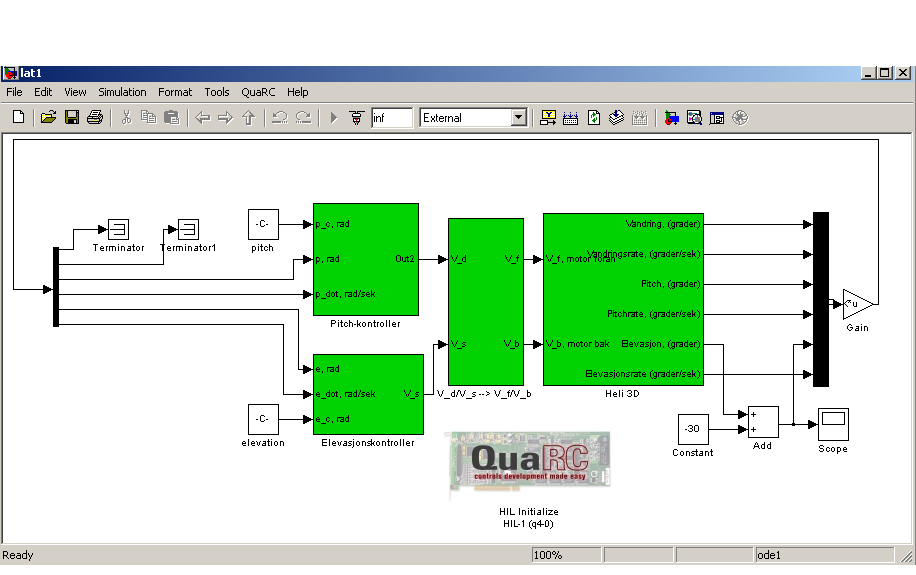 lat1
File Edit View Simulation Format Tools QuaRC Help
inf External
Terminator
Terminator1
-C-
pitch
p_c, rad
p, rad
p_dot, rad/sek
Out2
Pitch-kontroller
e, rad
e_dot, rad/sek
e_c, rad
V_s
Elevasjonskontroller
-C-
elevation
V_d
V_s
V_f
V_b
V_d/V_s --> V_f/V_b
V_f, motor foran
V_b, motor bak
Vandring, (grader)
Vandringsrate, (grader/sek)
Pitch, (grader)
Pitchrate, (grader/sek)
Elevasjon, (grader)
Elevasjonsrate (grader/sek)
Heli 3D
-30
Constant
+
+
Add
Scope
u
Gain
QuaRC
controls development made easy
HIL Initialize
HIL-1 (q4-0)
Ready 100% ode1